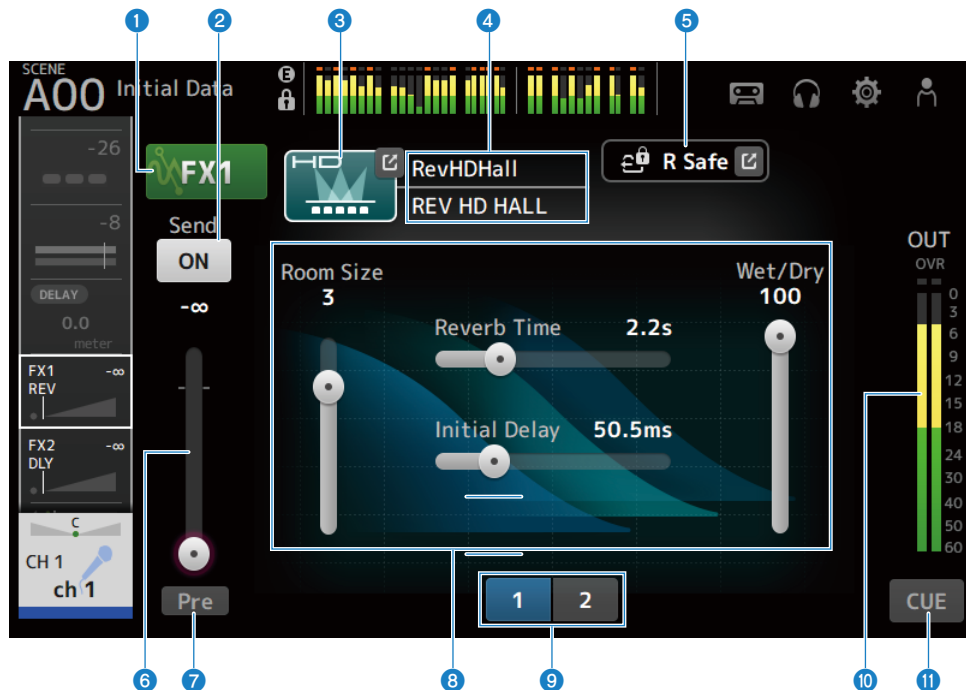 1 2 3 4 5
SCENE
A00 Initial Data
E
-26
-8
DELAY
0.0
meter
FX1 -∞
REV
FX2 -∞
DLY
C
CH 1
ch 1
FX1
Send
ON
-∞
Pre
HD
RevHDHall
REV HD HALL
R Safe
Room Size
3
Reverb Time 2.2s
Initial Delay 50.5ms
Wet/Dry
100
1 2
OUT
OVR
0
3
6
9
12
15
18
24
30
40
50
60
CUE
6 7 8 9 10 11